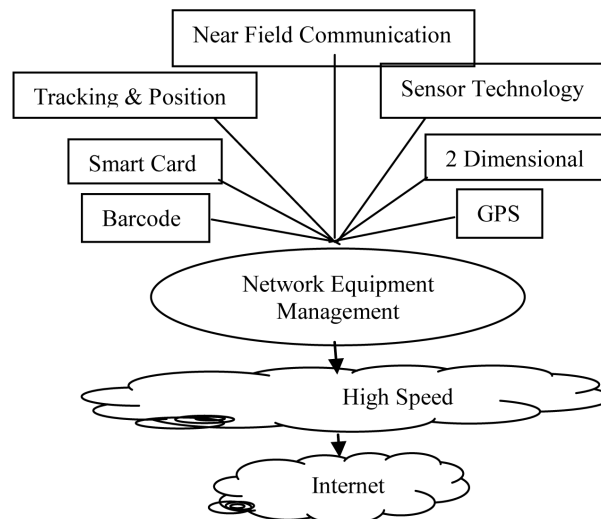 Near Field Communication
Tracking & Position
Sensor Technology
Smart Card
2 Dimensional
Barcode
GPS
Network Equipment
Management
High Speed
Internet